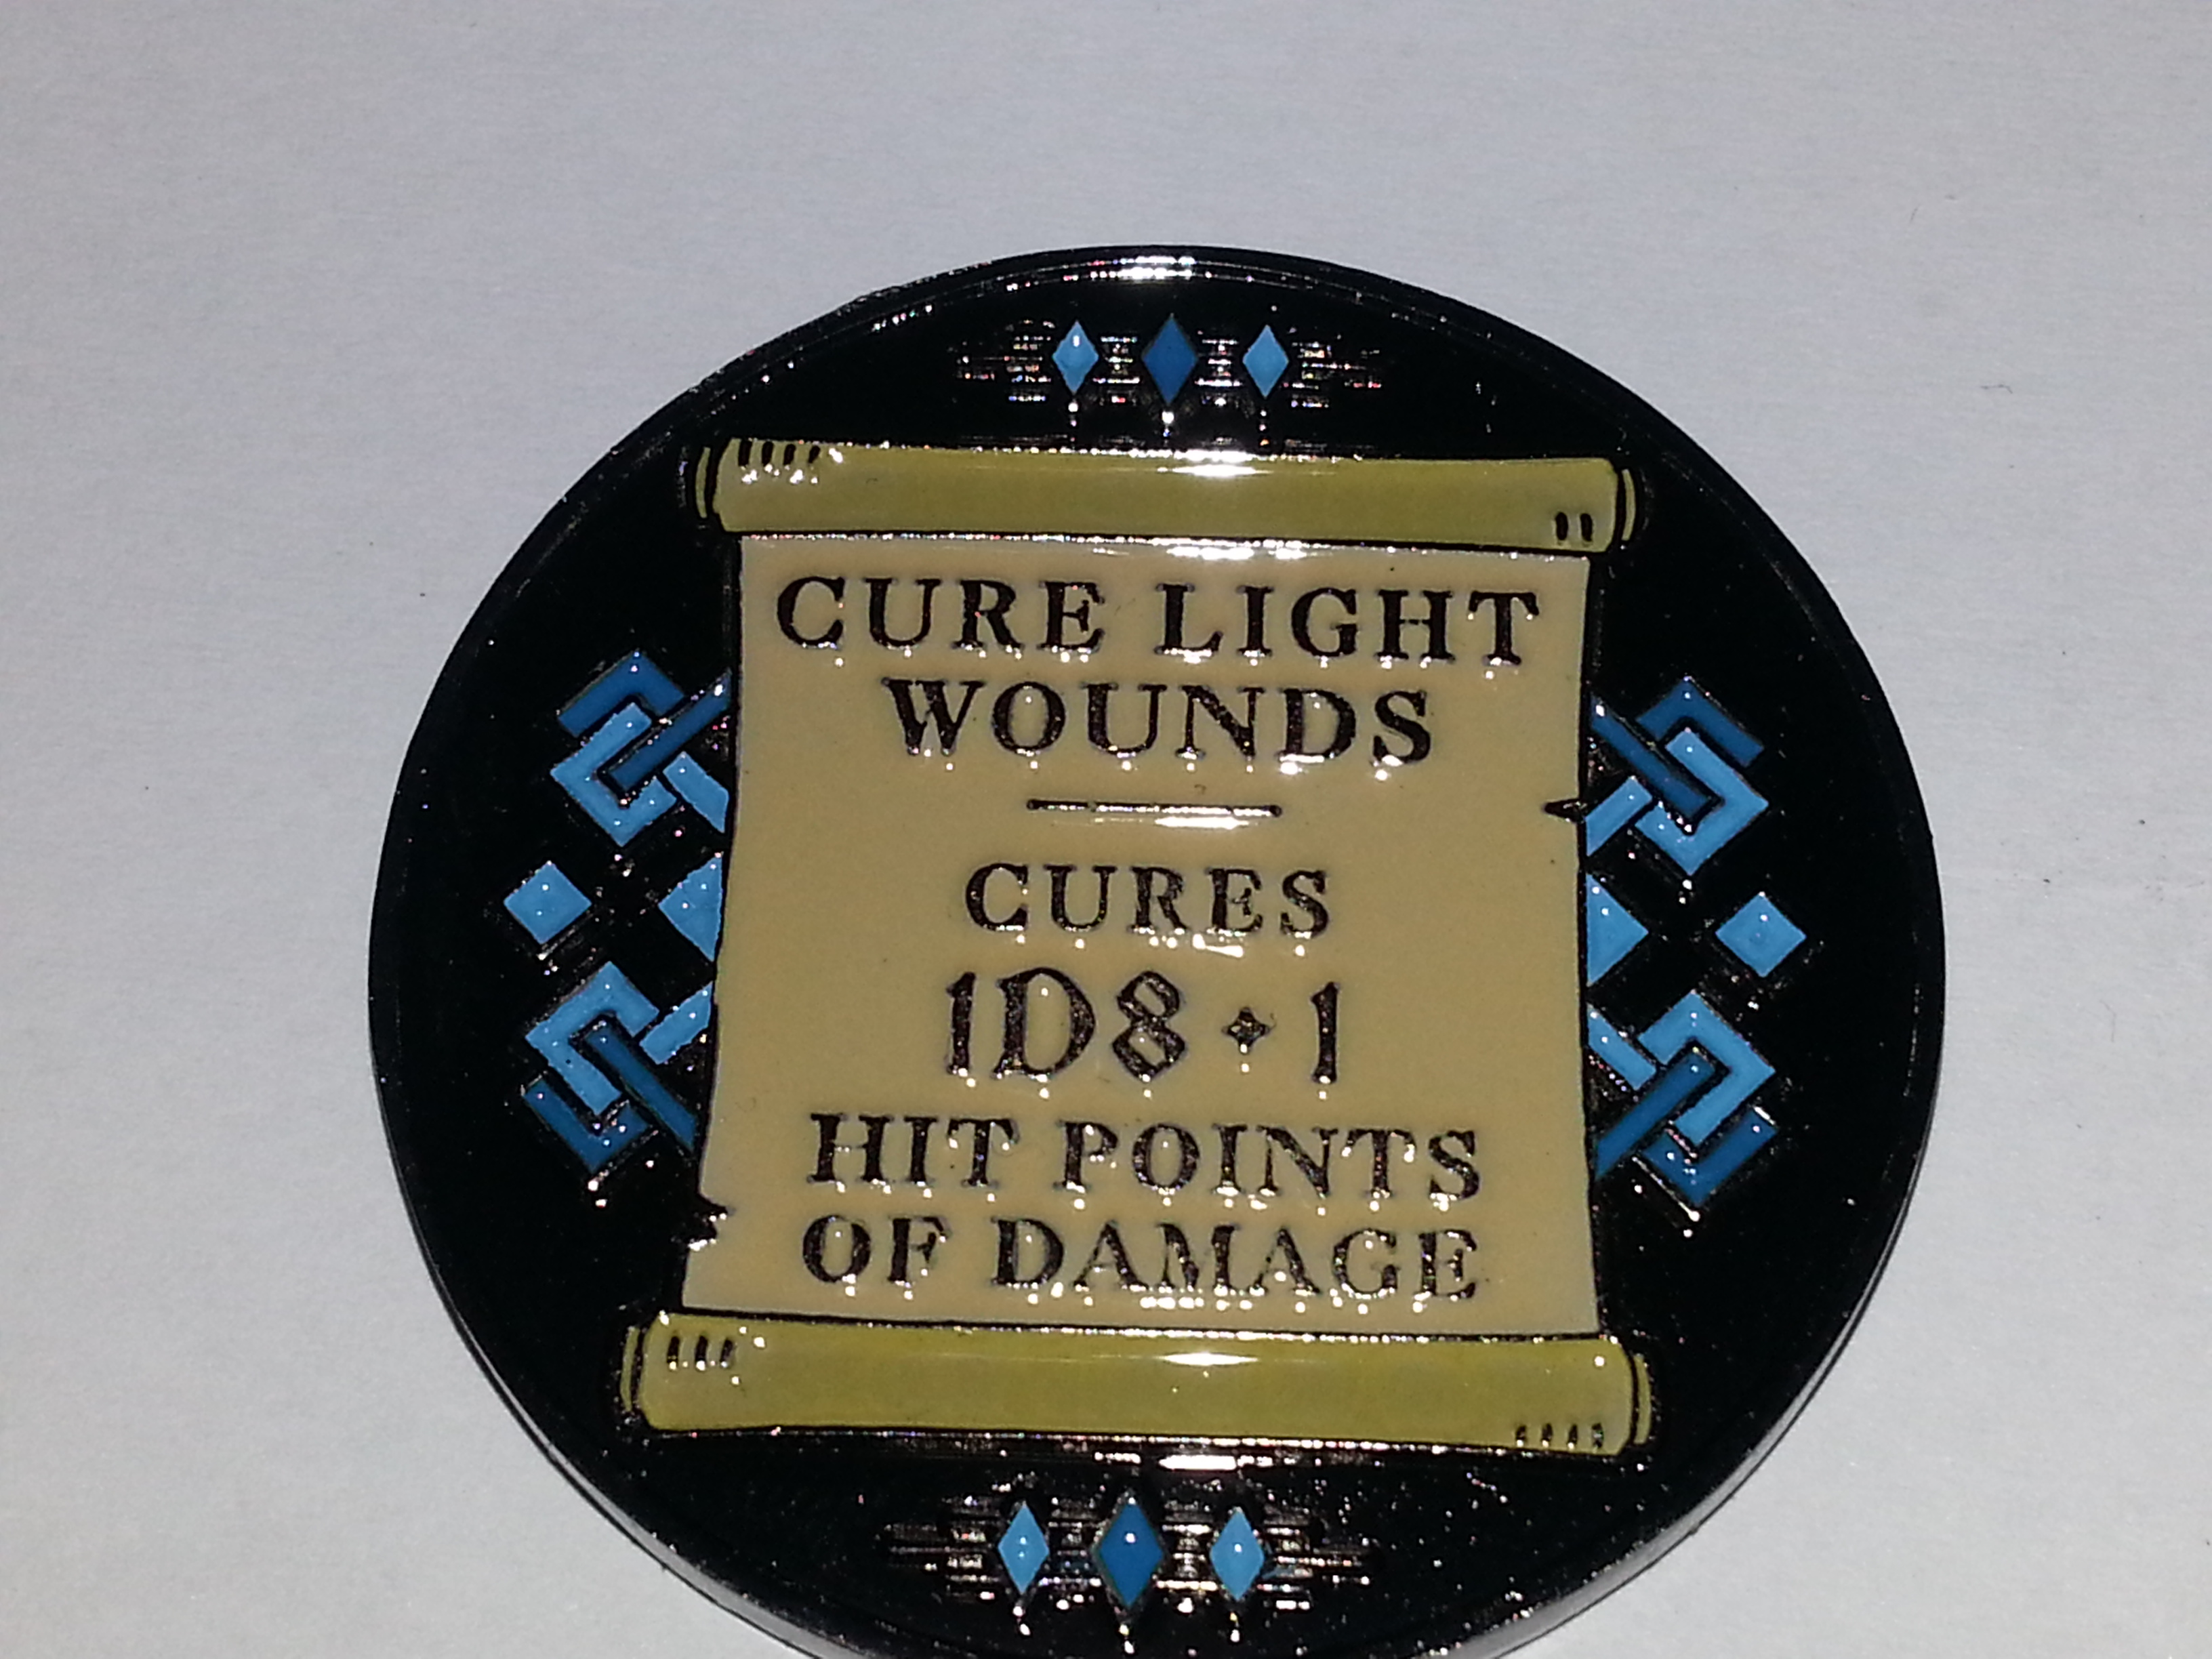 CURE LIGHT
WOUNDS
CURES
1D8+1
HIT POINTS
OF DAMAGE